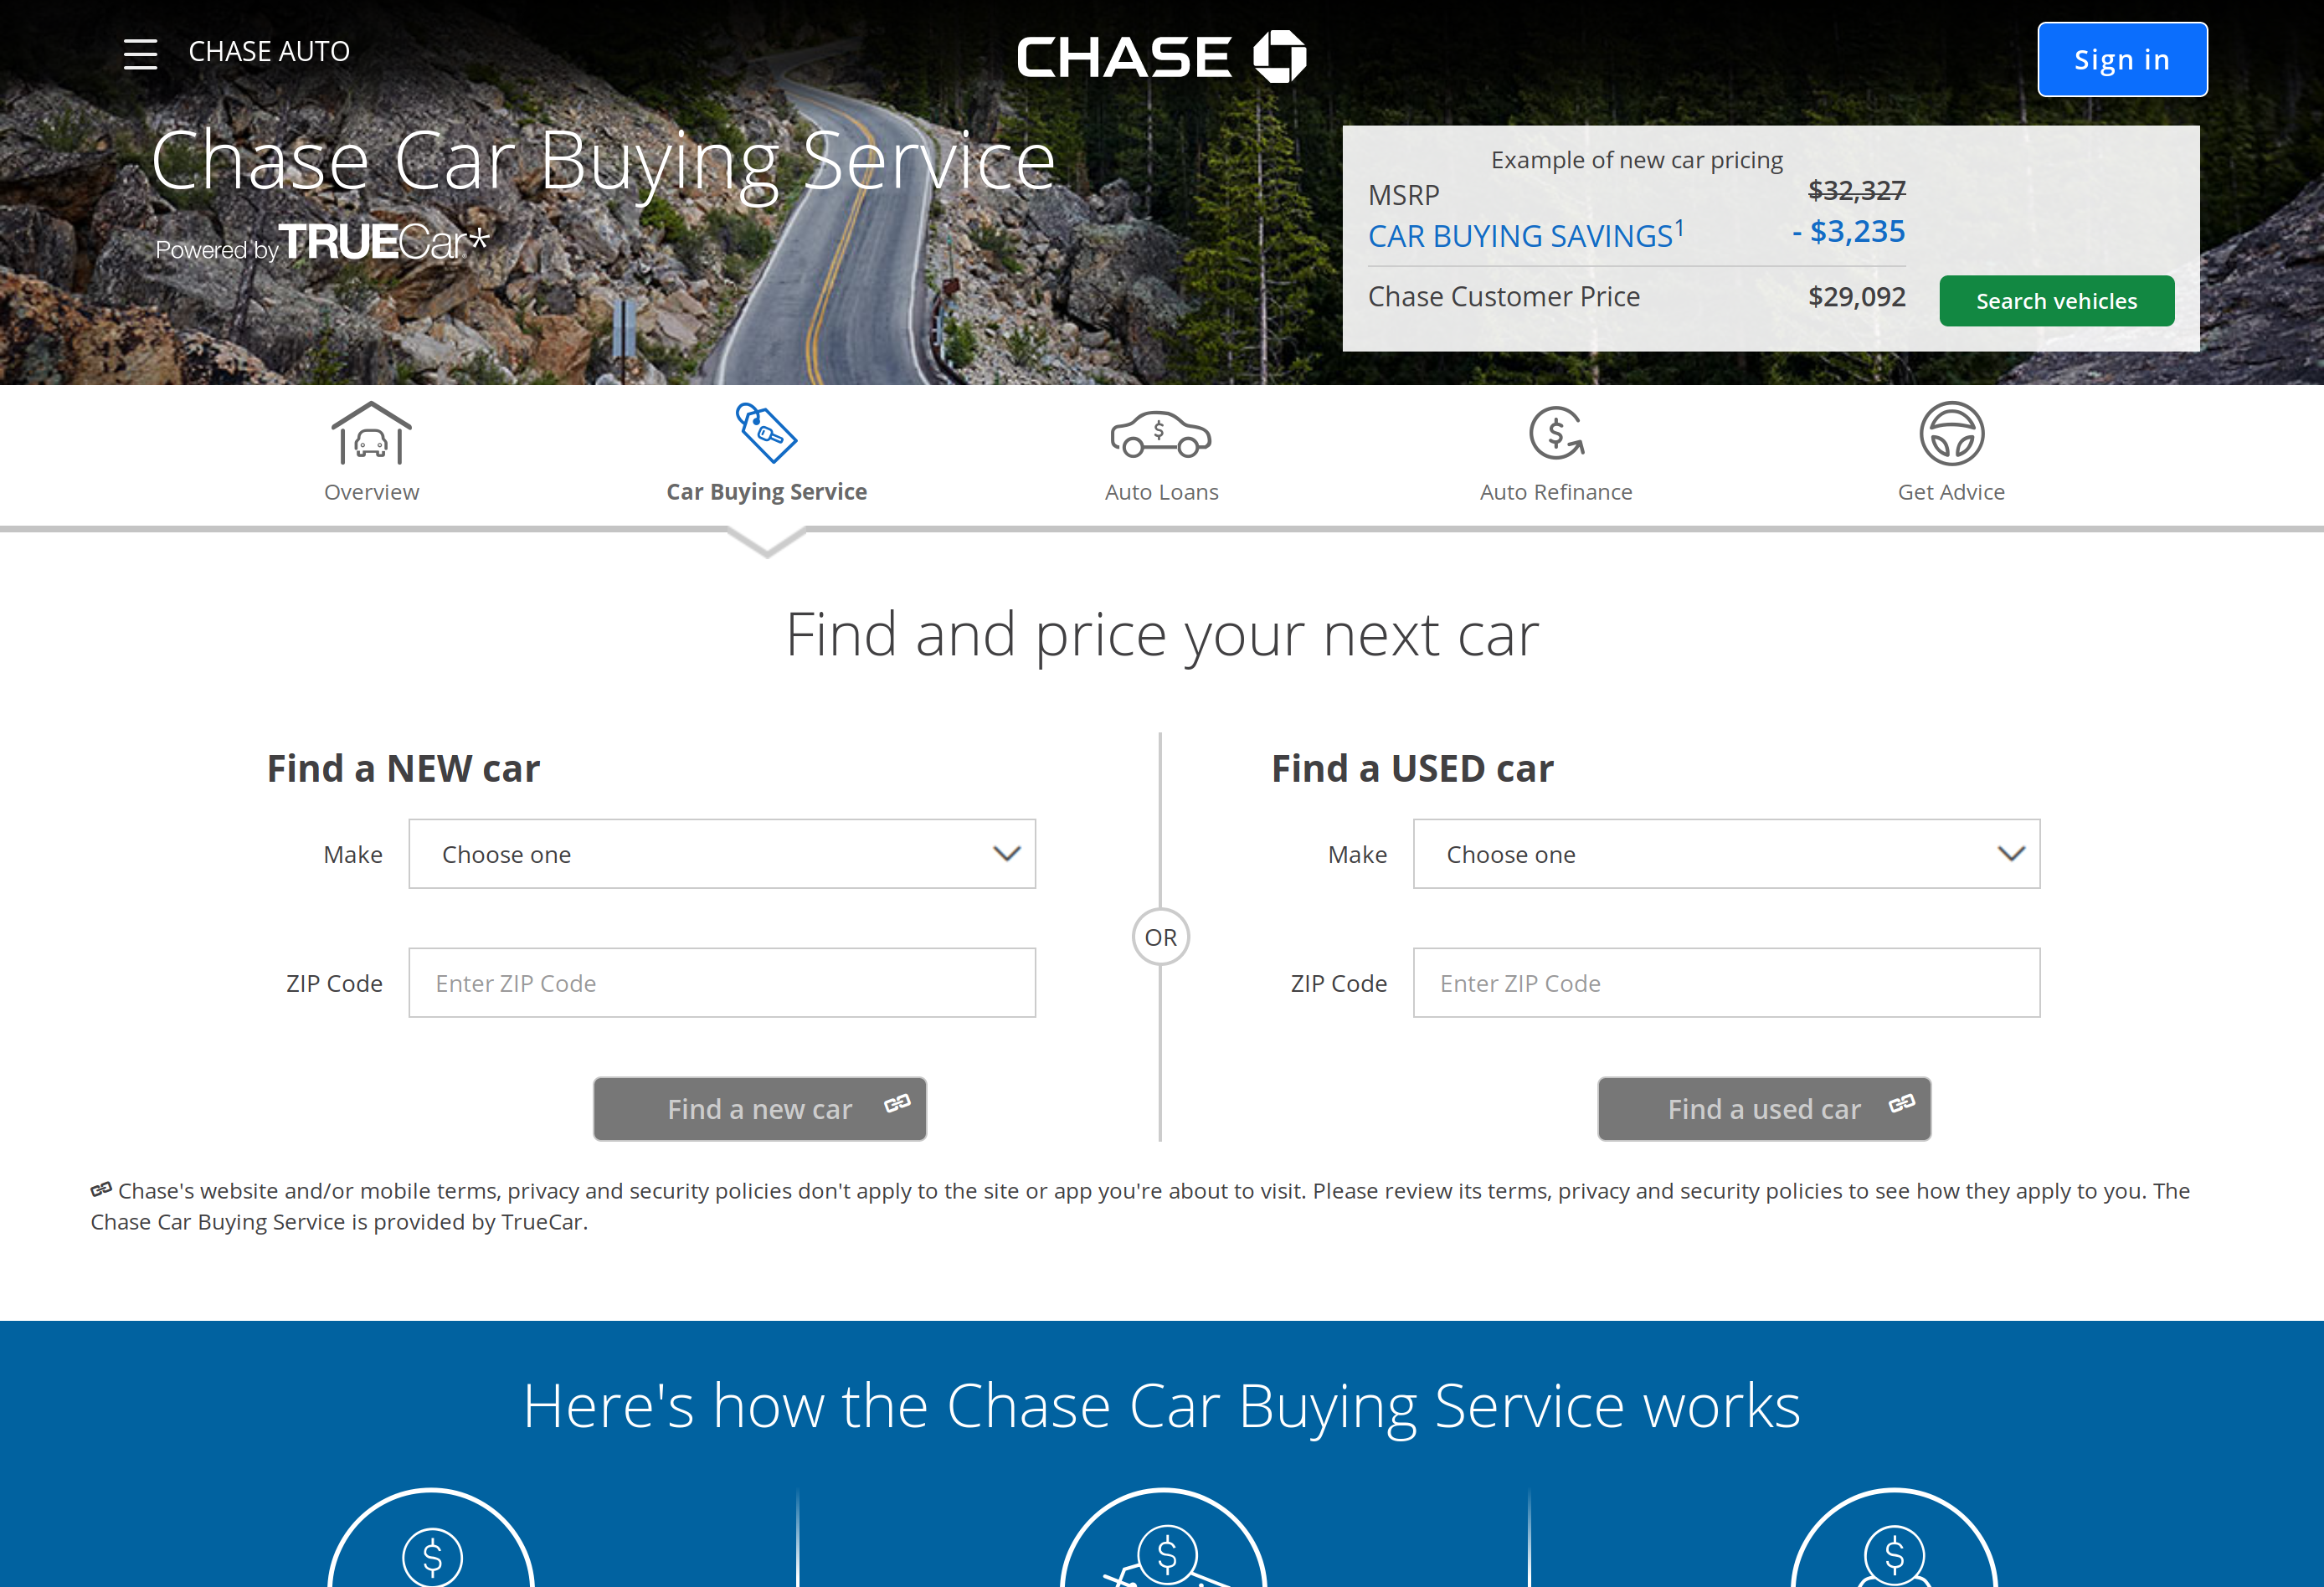 CHASE AUTO
CHASE
Sign in
Chase Car Buying Service
Powered by TRUECar*
Example of new car pricing
MSRP $32,327
CAR BUYING SAVINGS1 - $3,235
Chase Customer Price $29,092
Search vehicles
Overview
Car Buying Service
Auto Loans
Auto Refinance
Get Advice
Find and price your next car
Find a NEW car
Make Choose one
ZIP Code Enter ZIP Code
Find a new car
OR
Find a USED car
Make Choose one
ZIP Code Enter ZIP Code
Find a used car
Chase's website and/or mobile terms, privacy and security policies don't apply to the site or app you're about to visit. Please review its terms, privacy and security policies to see how they apply to you. The
Chase Car Buying Service is provided by TrueCar.
Here's how the Chase Car Buying Service works
$
$
$